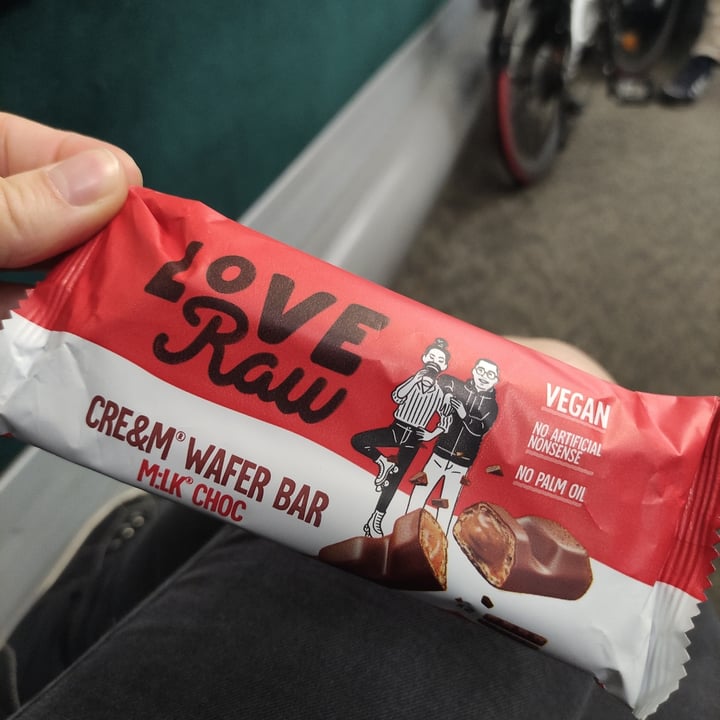 LOVE
Raw
CRE&M® WAFER BAR
M:LK® CHOC
VEGAN
NO ARTIFICIAL
NONSENSE
NO PALM OIL